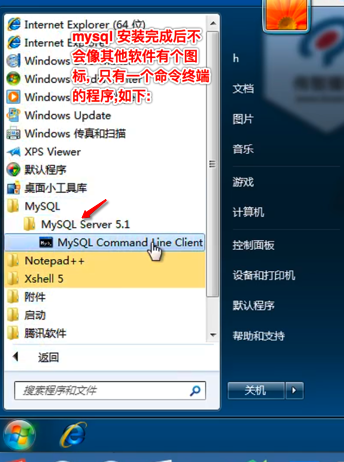 Internet Explorer (64 位)
Internet Explorer
mysql 安装完成后不
会像其他软件有个图
标，只有一个命令终端
的程序,如下：
Windows
Windows
Windows
Windows Update
Windows 传真和扫描
XPS Viewer
默认程序
桌面小工具库
MySQL
MySQL Server 5.1
MySQL Command Line Client
Notepad++
Xshell 5
附件
启动
腾讯软件
返回
搜索程序和文件
h
文档
图片
音乐
游戏
计算机
控制面板
设备和打印机
默认程序
帮助和支持
关机